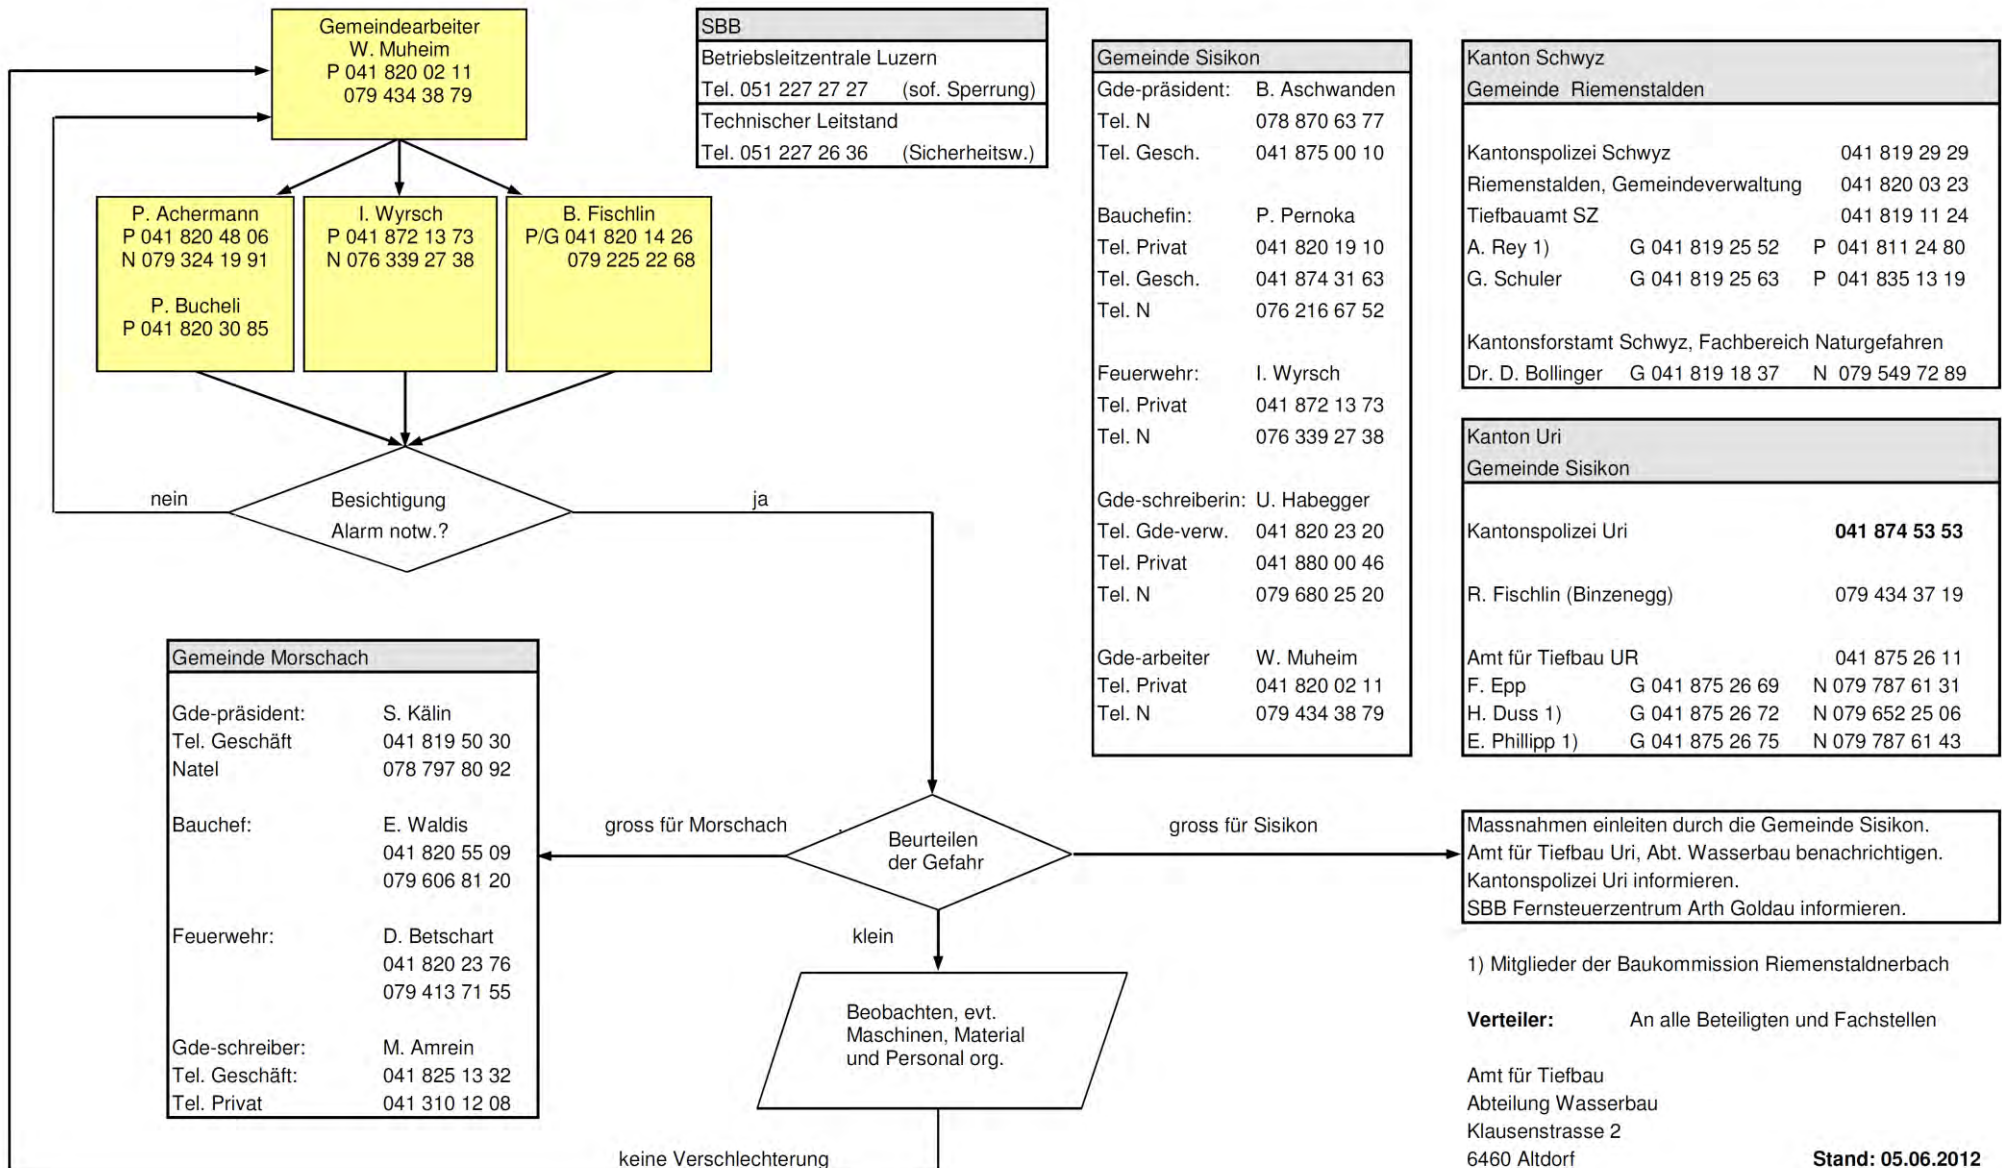 Gemeindearbeiter
W. Muheim
P 041 820 02 11
079 434 38 79
P. Achermann
P 041 820 48 06
N 079 324 19 91
P. Bucheli
P 041 820 30 85
I. Wyrsch
P 041 872 13 73
N 076 339 27 38
B. Fischlin
P/G 041 820 14 26
079 225 22 68
nein
Besichtigung
Alarm notw.?
ja
SBB
Betriebsleitzentrale Luzern
Tel. 051 227 27 27 (sof. Sperrung)
Technischer Leitstand
Tel. 051 227 26 36 (Sicherheitsw.)
Gemeinde Sisikon
Gde-präsident: B. Aschwanden
Tel. N 078 870 63 77
Tel. Gesch. 041 875 00 10
Bauchefin: P. Pernoka
Tel. Privat 041 820 19 10
Tel. Gesch. 041 874 31 63
Tel. N 076 216 67 52
Feuerwehr: I. Wyrsch
Tel. Privat 041 872 13 73
Tel. N 076 339 27 38
Gde-schreiberin: U. Habegger
Tel. Gde-verw. 041 820 23 20
Tel. Privat 041 880 00 46
Tel. N 079 680 25 20
Gde-arbeiter W. Muheim
Tel. Privat 041 820 02 11
Tel. N 079 434 38 79
Kanton Schwyz
Gemeinde Riemenstalden
Kantonspolizei Schwyz 041 819 29 29
Riemenstalden, Gemeindeverwaltung 041 820 03 23
Tiefbauamt SZ 041 819 11 24
A. Rey 1) G 041 819 25 52 P 041 811 24 80
G. Schuler G 041 819 25 63 P 041 835 13 19
Kantonsforstamt Schwyz, Fachbereich Naturgefahren
Dr. D. Bollinger G 041 819 18 37 N 079 549 72 89
Kanton Uri
Gemeinde Sisikon
Kantonspolizei Uri 041 874 53 53
R. Fischlin (Binzenegg) 079 434 37 19
Amt für Tiefbau UR 041 875 26 11
F. Epp G 041 875 26 69 N 079 787 61 31
H. Duss 1) G 041 875 26 72 N 079 652 25 06
E. Phillipp 1) G 041 875 26 75 N 079 787 61 43
Gemeinde Morschach
Gde-präsident: S. Kälin
Tel. Geschäft 041 819 50 30
Natel 078 797 80 92
Bauchef: E. Waldis
041 820 55 09
079 606 81 20
Feuerwehr: D. Betschart
041 820 23 76
079 413 71 55
Gde-schreiber: M. Amrein
Tel. Geschäft: 041 825 13 32
Tel. Privat 041 310 12 08
gross für Morschach
Beurteilen
der Gefahr
gross für Sisikon
klein
Beobachten, evt.
Maschinen, Material
und Personal org.
keine Verschlechterung
Massnahmen einleiten durch die Gemeinde Sisikon.
Amt für Tiefbau Uri, Abt. Wasserbau benachrichtigen.
Kantonspolizei Uri informieren.
SBB Fernsteuerzentrum Arth Goldau informieren.
1) Mitglieder der Baukommission Riemenstaldnerbach
Verteiler: An alle Beteiligten und Fachstellen
Amt für Tiefbau
Abteilung Wasserbau
Klausenstrasse 2
6460 Altdorf Stand: 05.06.2012